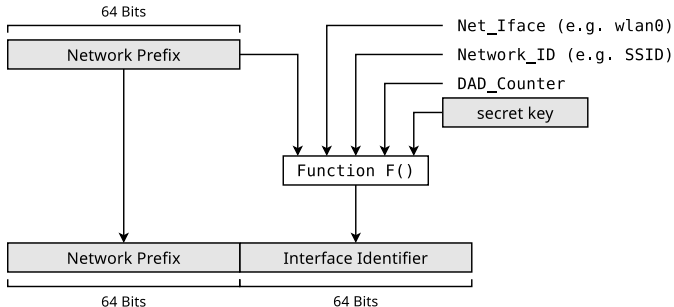 64 Bits
Network Prefix
Net_Iface (e.g. wlan0)
Network_ID (e.g. SSID)
DAD_Counter
secret key
Function F()
Network Prefix
Interface Identifier
64 Bits
64 Bits